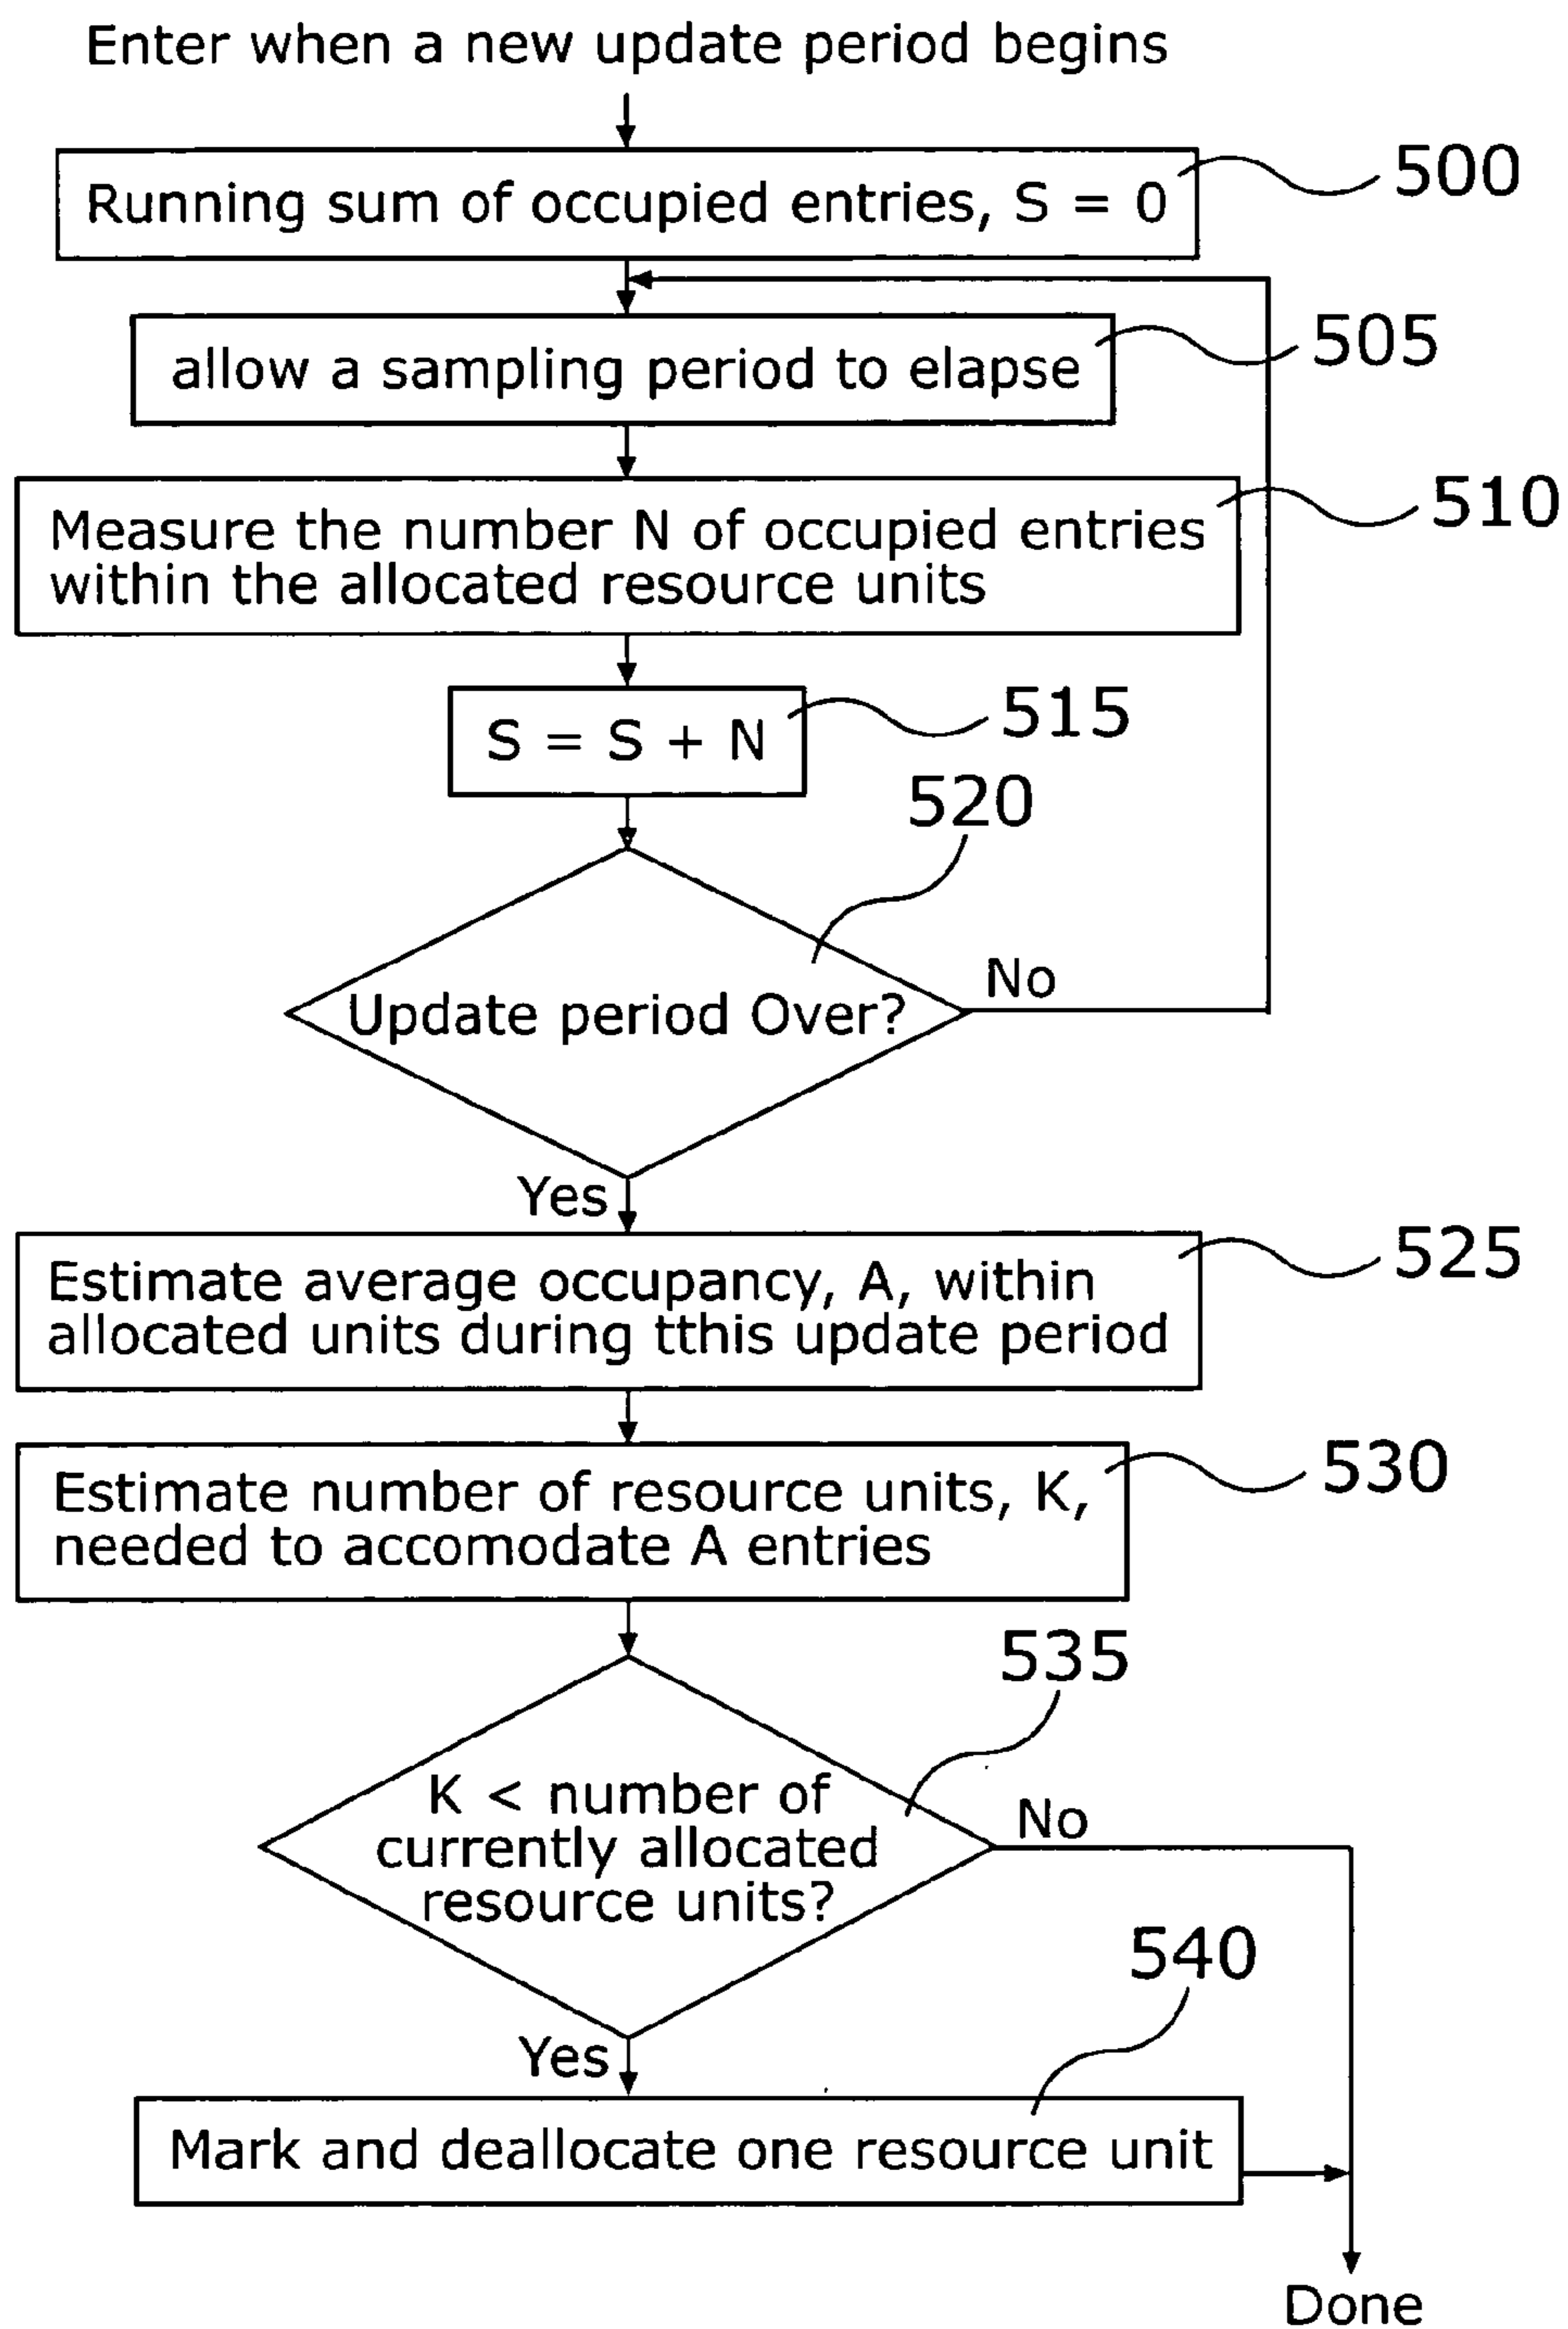 Enter when a new update period begins
Running sum of occupied entries, S = 0
500
allow a sampling period to elapse
505
Measure the number N of occupied entries
within the allocated resource units
510
S = S + N
515
520
Update period Over?
No
Yes
Estimate average occupancy, A, within
allocated units during tthis update period
525
Estimate number of resource units, K,
needed to accomodate A entries
530
535
K < number of
currently allocated
resource units?
No
540
Yes
Mark and deallocate one resource unit
Done